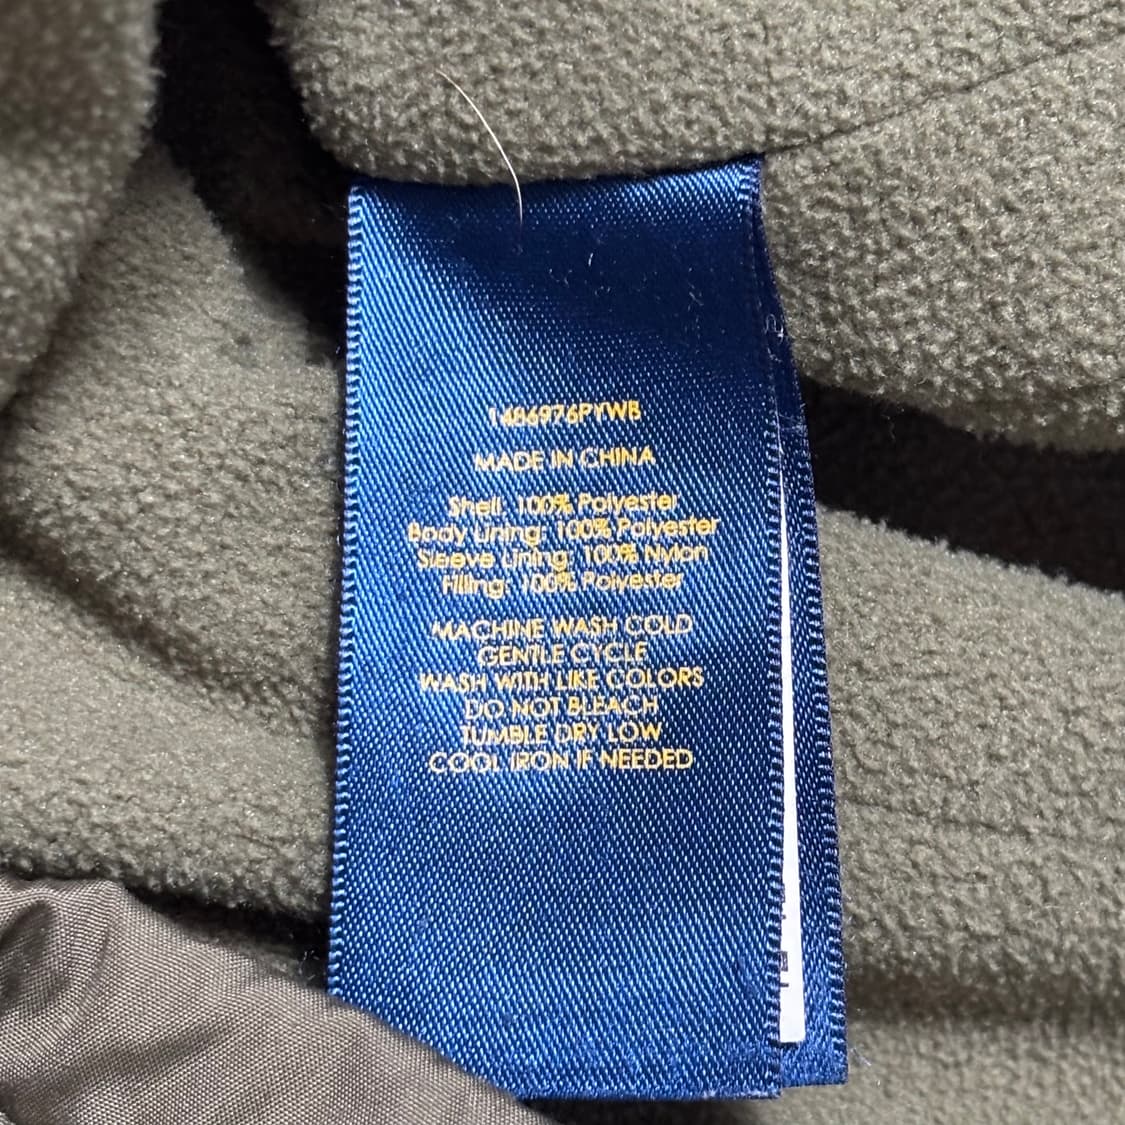 1686976PYWB
MADE IN CHINA
Shell: 100% Polyester
Body Lining: 100% Polyester
Sleeve Lining: 100% Nylon
Filling: 100% Polyester
MACHINE WASH COLD
GENTLE CYCLE
WASH WITH LIKE COLORS
DO NOT BLEACH
TUMBLE DRY LOW
COOL IRON IF NEEDED